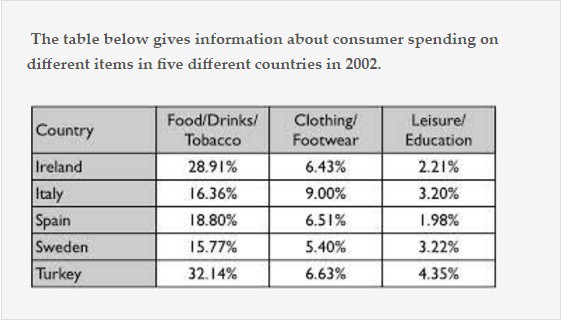 The table below gives information about consumer spending on
different items in five different countries in 2002.
Country Food/Drinks/ Clothing/ Leisure/
Tobacco Footwear Education
Ireland 28.91% 6.43% 2.21%
Italy 16.36% 9.00% 3.20%
Spain 18.80% 6.51% 1.98%
Sweden 15.77% 5.40% 3.22%
Turkey 32.14% 6.63% 4.35%